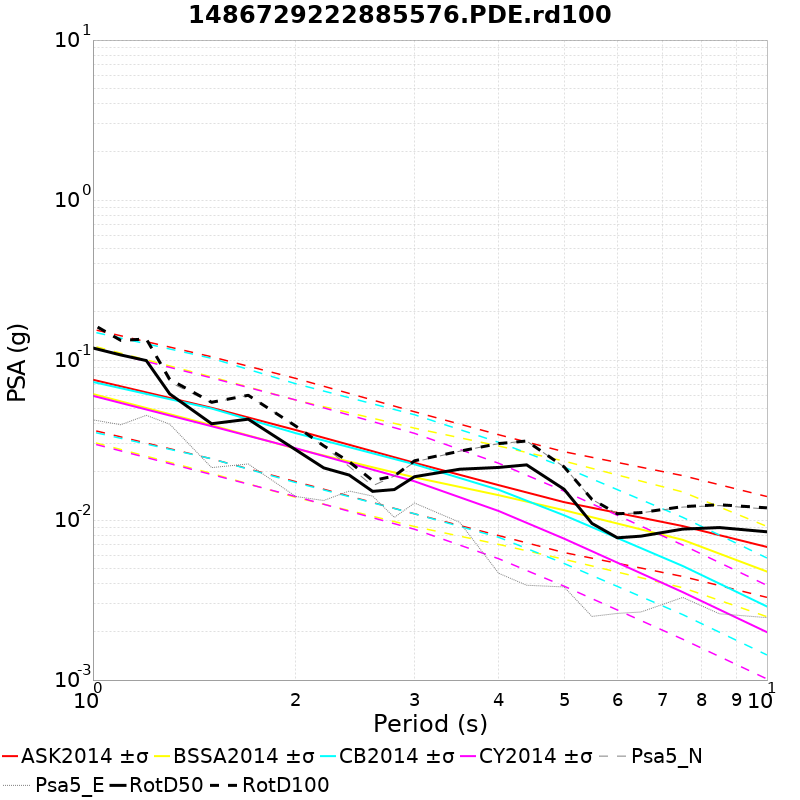 1486729222885576.PDE.rd100
10^1
10^0
10^-1
10^-2
10^-3
PSA (g)
10^0 2 3 4 5 6 7 8 9 10^1
Period (s)
ASK2014 ±σ BSSA2014 ±σ CB2014 ±σ CY2014 ±σ Psa5_N
Psa5_E RotD50 RotD100